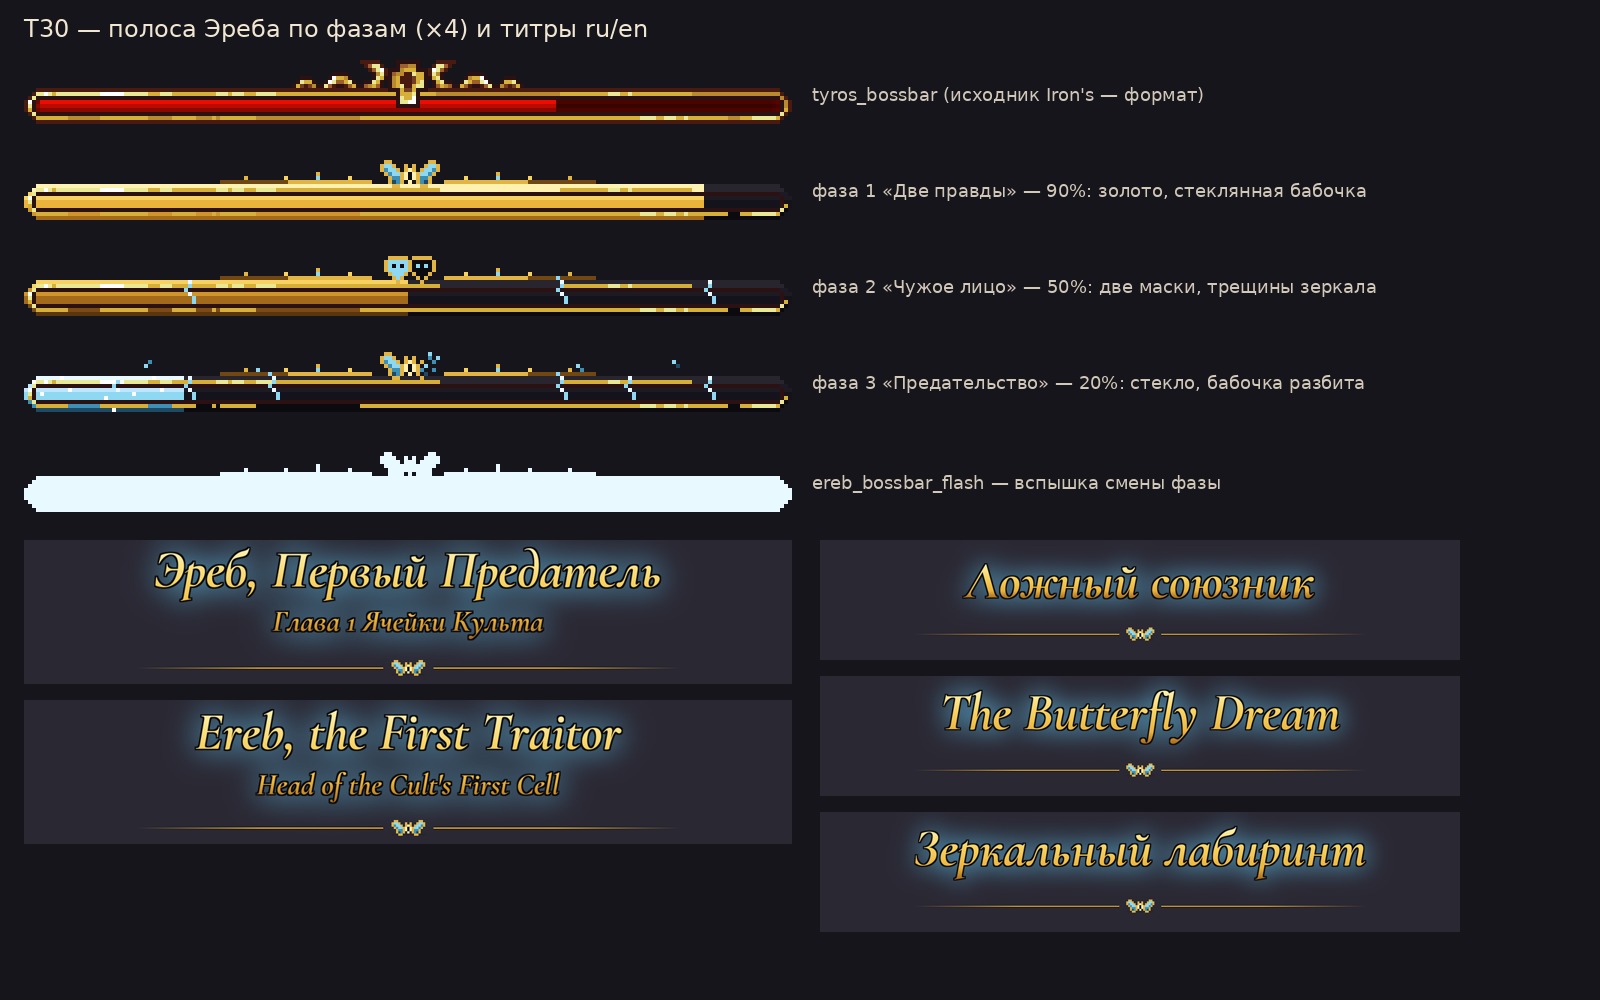 T30 — полоса Эреба по фазам (×4) и титры ru/en
tyros_bossbar (исходник Iron's — формат)
фаза 1 «Две правды» — 90%: золото, стеклянная бабочка
фаза 2 «Чужое лицо» — 50%: две маски, трещины зеркала
фаза 3 «Предательство» — 20%: стекло, бабочка разбита
ereb_bossbar_flash — вспышка смены фазы
Эреб, Первый Предатель
Глава 1 Ячейки Культа
Ereb, the First Traitor
Head of the Cult's First Cell
Ложный союзник
The Butterfly Dream
Зеркальный лабиринт